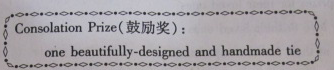 Consolation Prize(鼓励奖):
one beautifully-designed and handmade tie